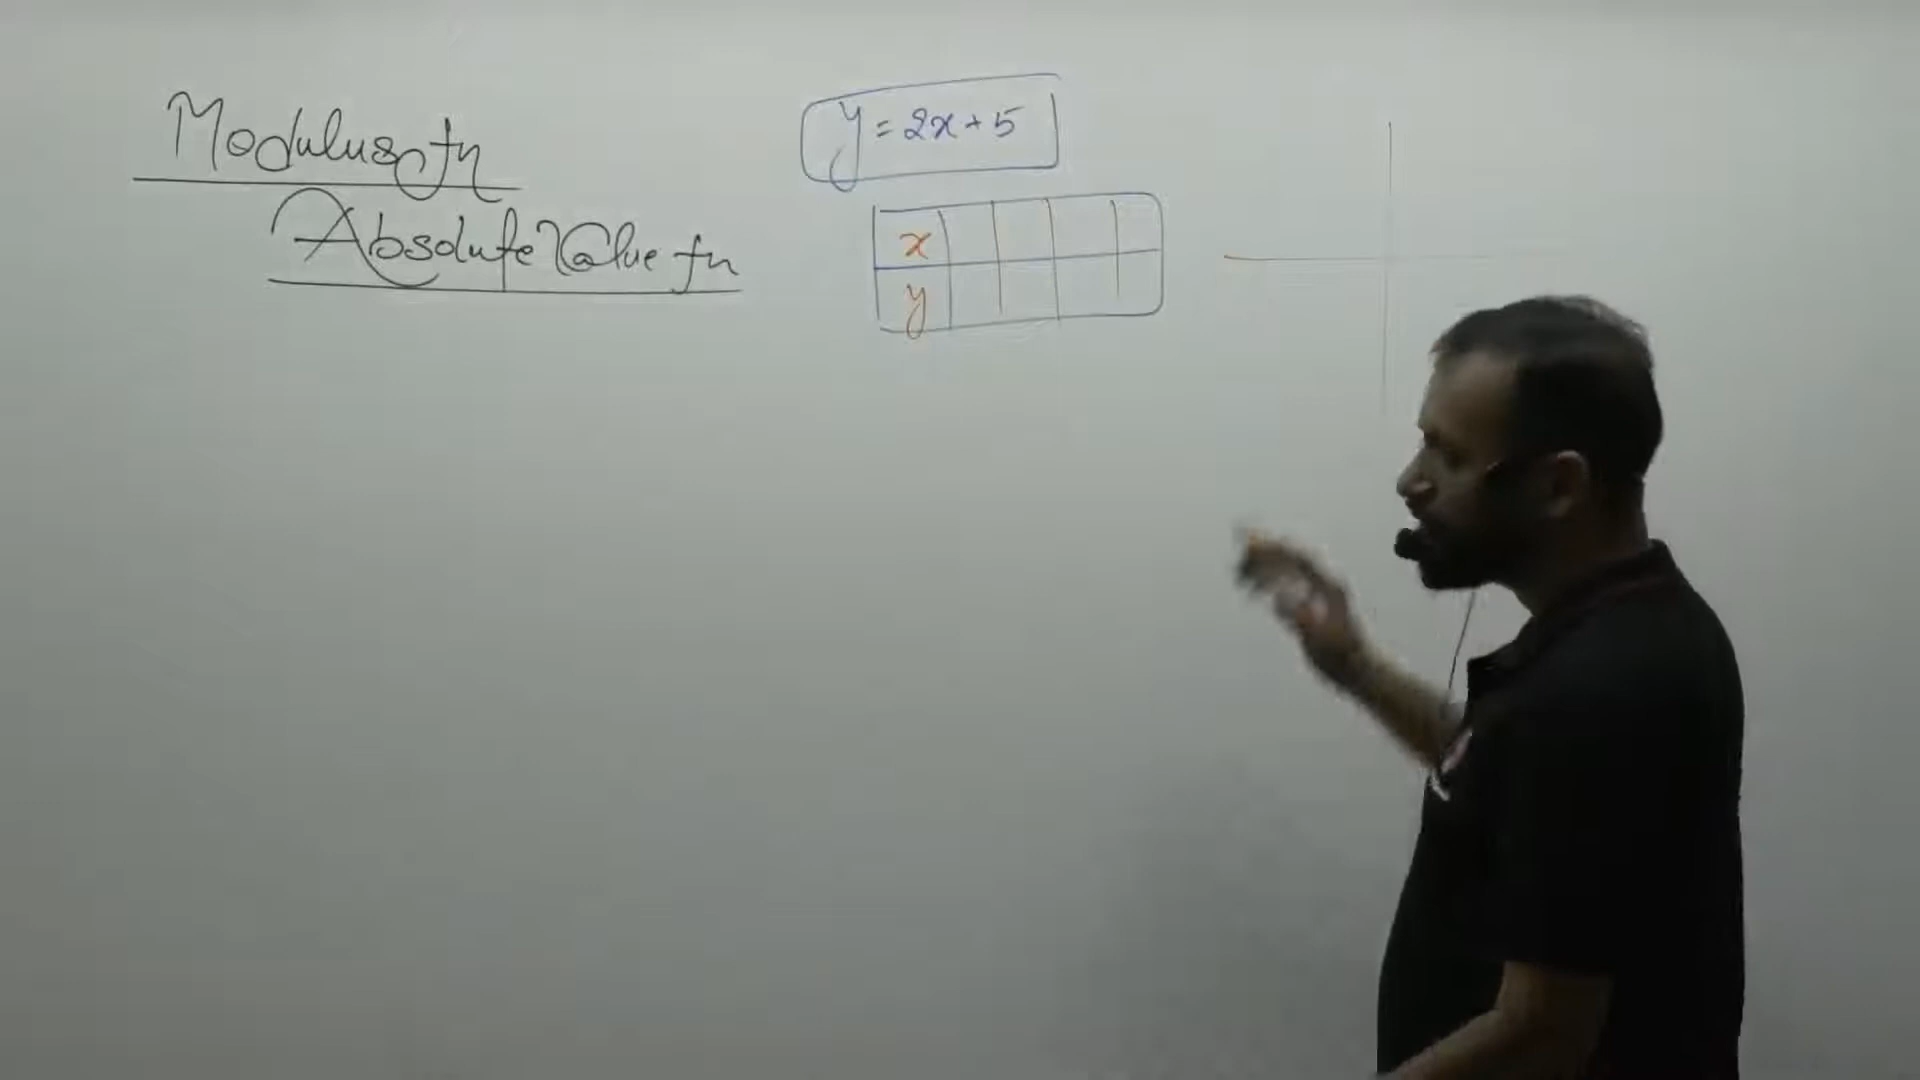 Modulus fn
Absolute Value fn
y = 2x + 5
x
y